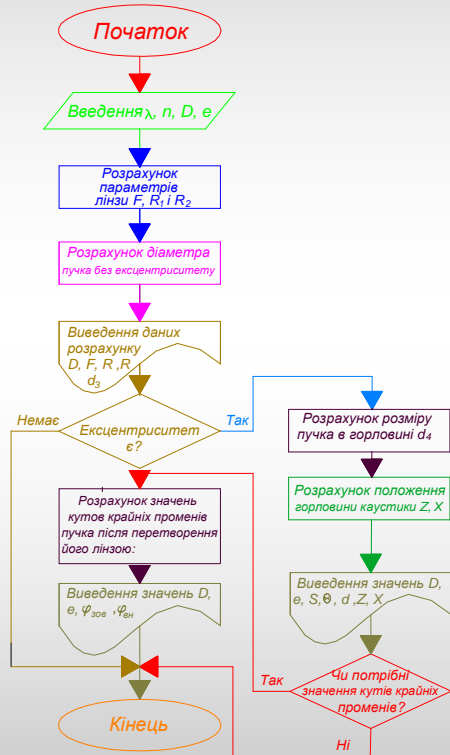 Початок
Введення λ, n, D, e
Розрахунок
параметрів
лінзи F, R₁ і R₂
Розрахунок діаметра
пучка без ексцентриситету
Виведення даних
розрахунку
D, F, R ,R
d₃
Немає
Ексцентриситет
є?
Так
Розрахунок розміру
пучка в горловині d₄
Розрахунок положення
горловини каустики Z, X
Виведення значень D,
e, S,Θ, d ,Z, X
Чи потрібні
значення кутів крайніх
променів?
Так
Ні
Розрахунок значень
кутов крайніх променів
пучка після перетворення
його лінзою:
Виведення значень D,
e, φзов ,φвн
Кінець